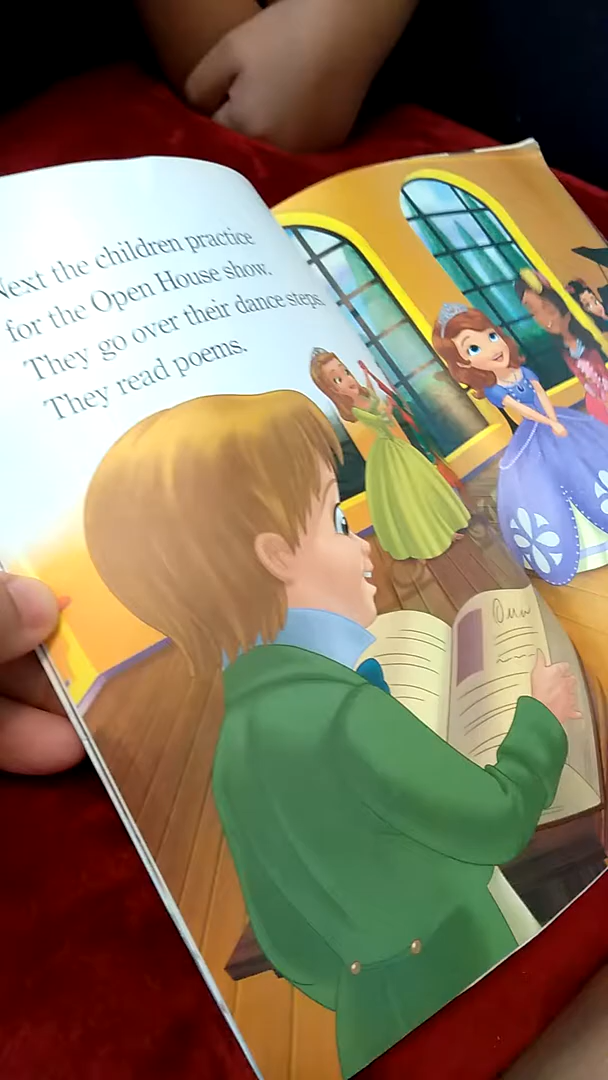 Next the children practice
for the Open House show.
They go over their dance steps.
They read poems.